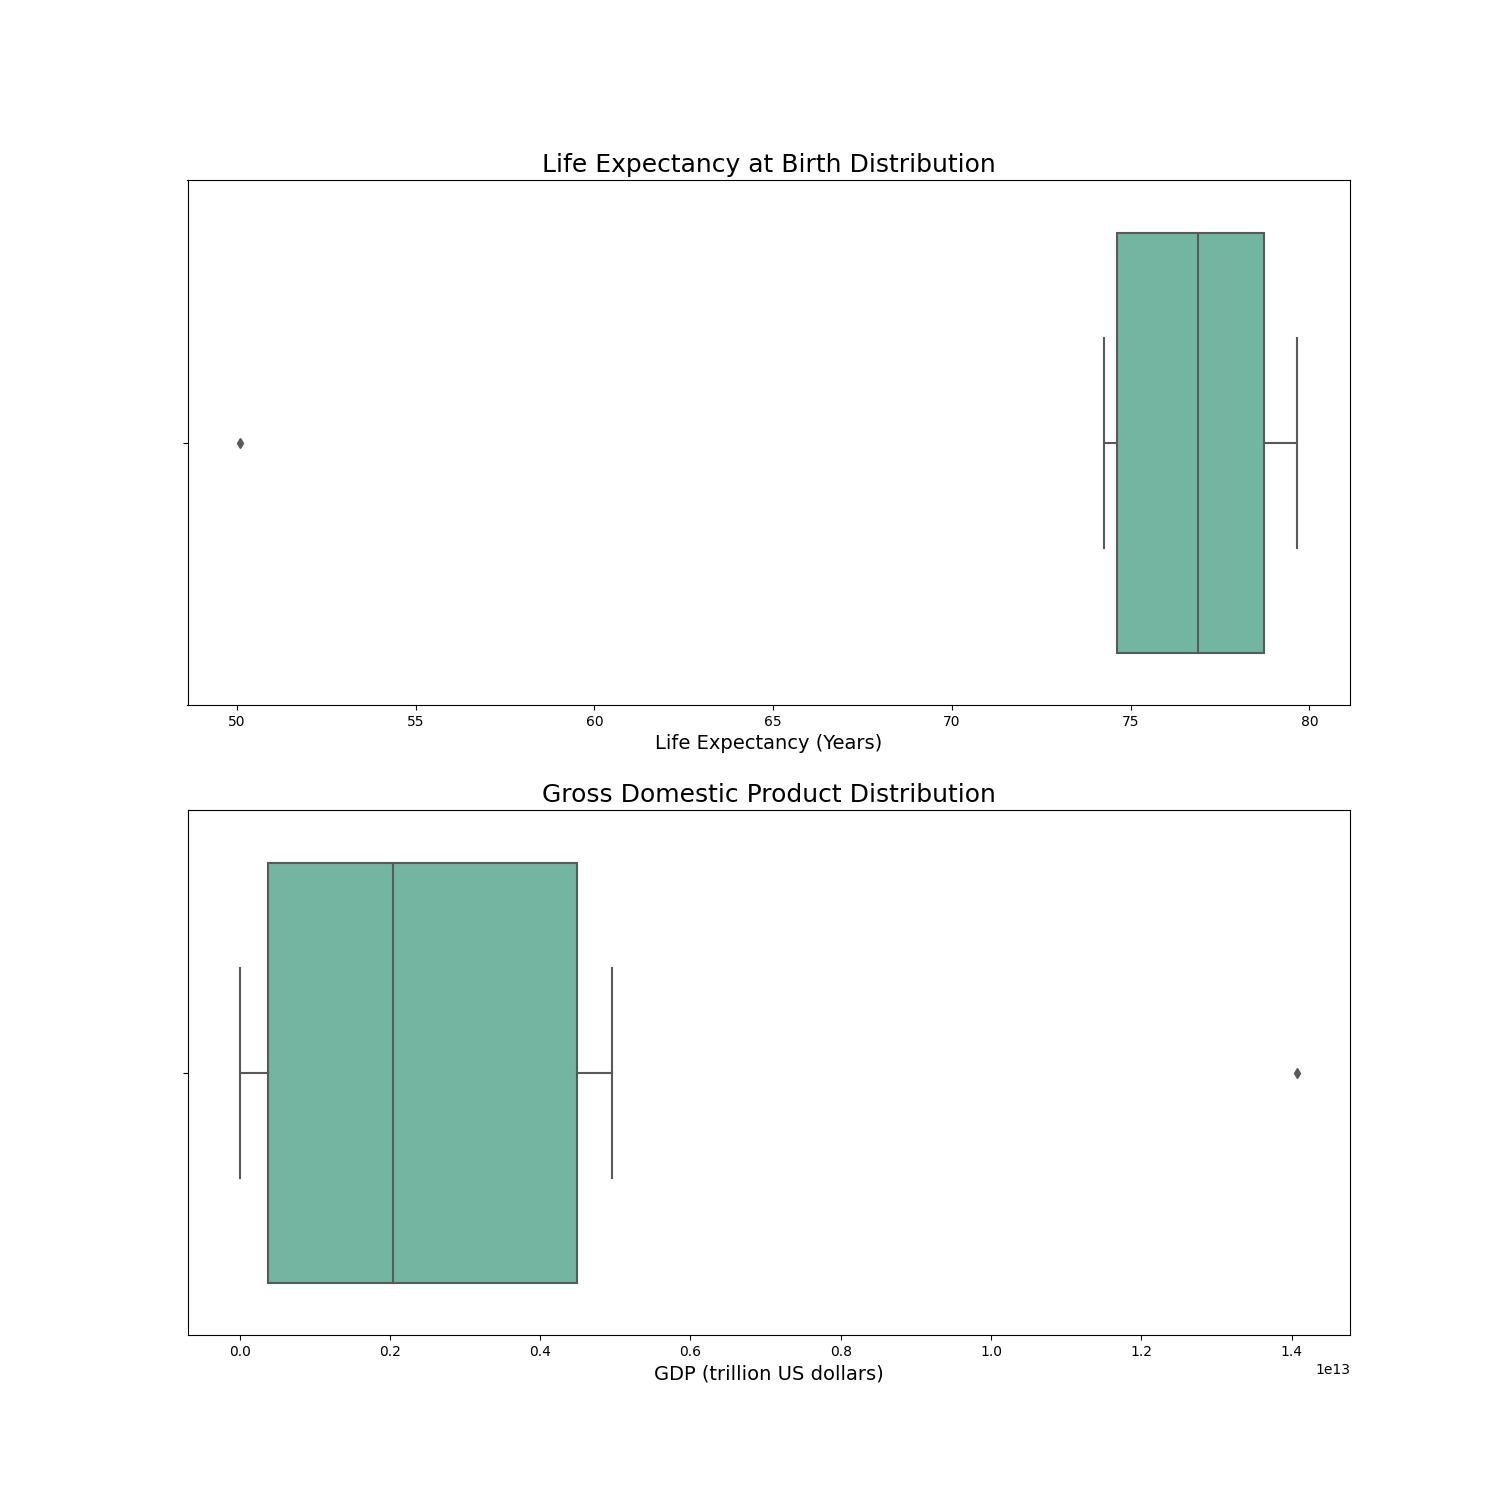 Life Expectancy at Birth Distribution
50 55 60 65 70 75 80
Life Expectancy (Years)
Gross Domestic Product Distribution
0.0 0.2 0.4 0.6 0.8 1.0 1.2 1.4
1e13
GDP (trillion US dollars)